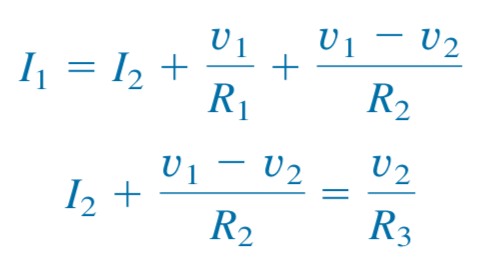 I₁ = I₂ + v₁/R₁ + (v₁ − v₂)/R₂
I₂ + (v₁ − v₂)/R₂ = v₂/R₃